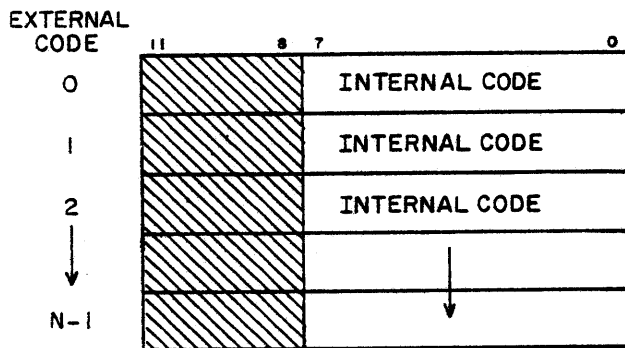 EXTERNAL
CODE
11 8 7 0
0 INTERNAL CODE
1 INTERNAL CODE
2 INTERNAL CODE
N-1